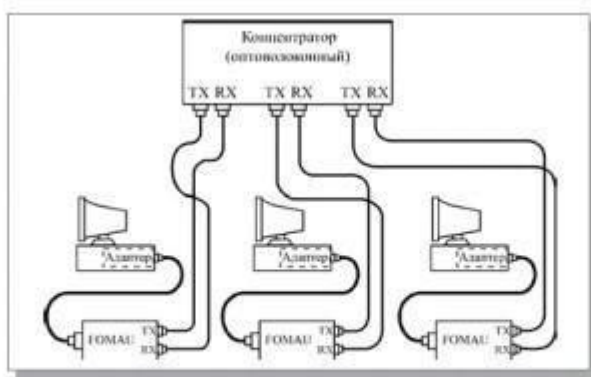 Концентратор
(оптоволоконный)
TX RX TX RX TX RX
Адаптер Адаптер Адаптер
TX TX TX
FOMAU FOMAU FOMAU
RX RX RX